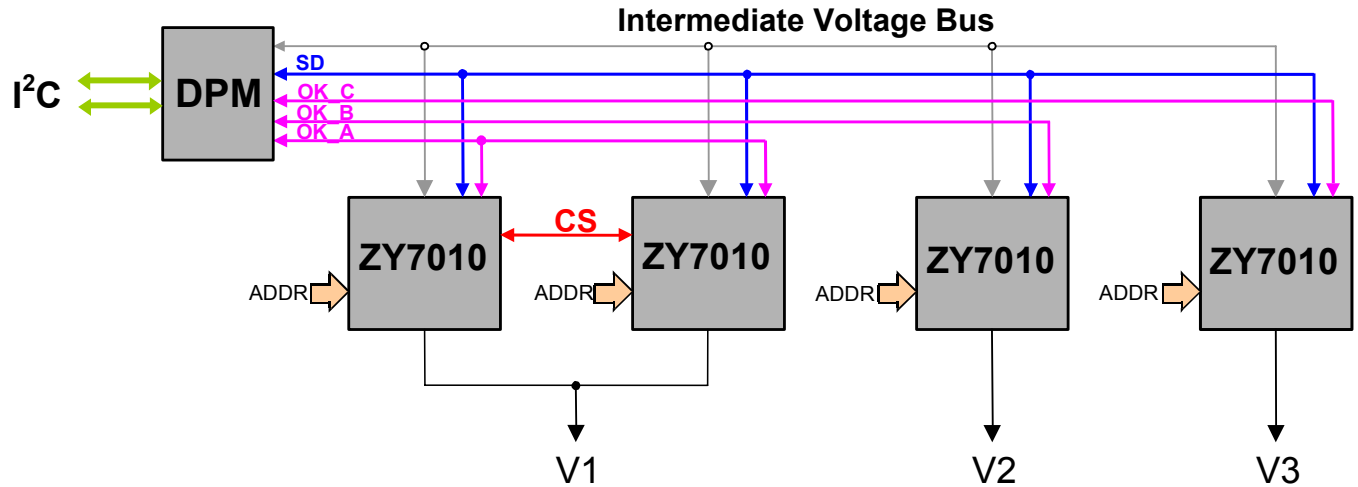 Intermediate Voltage Bus
SD
I²C
DPM
OK_C
OK_B
OK_A
CS
ZY7010
ZY7010
ZY7010
ZY7010
ADDR
ADDR
ADDR
ADDR
V1
V2
V3